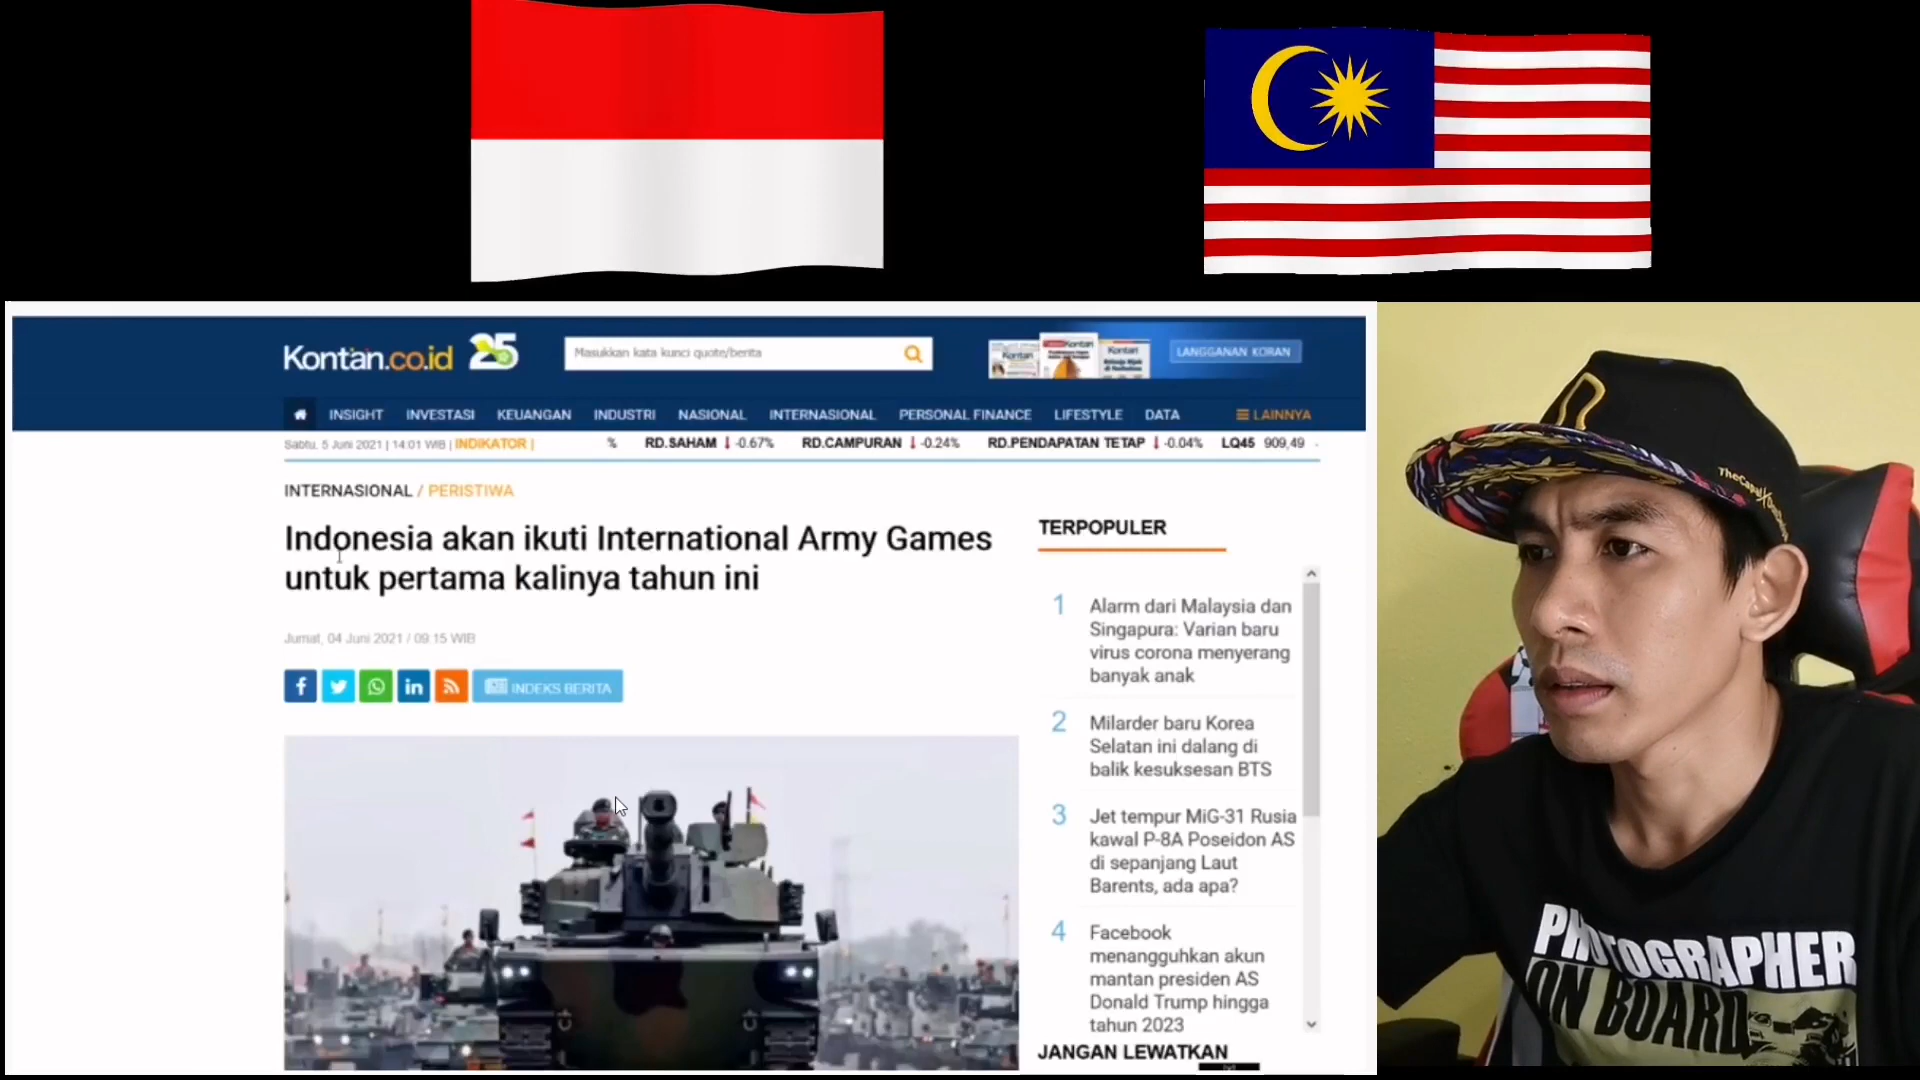 Kontan.co.id 25
Masukkan kata kunci quote/berita
Kontan
Kontan
LANGGANAN KORAN
INSIGHT INVESTASI KEUANGAN INDUSTRI NASIONAL INTERNASIONAL PERSONAL FINANCE LIFESTYLE DATA LAINNYA
Sabtu, 5 Juni 2021 | 14:01 WIB | INDIKATOR | % RD.SAHAM -0.67% RD.CAMPURAN -0.24% RD.PENDAPATAN TETAP -0.04% LQ45 909,49
INTERNASIONAL / PERISTIWA
Indonesia akan ikuti International Army Games
untuk pertama kalinya tahun ini
Jumat, 04 Juni 2021 / 09:15 WIB
INDEKS BERITA
TERPOPULER
1 Alarm dari Malaysia dan
Singapura: Varian baru
virus corona menyerang
banyak anak
2 Milarder baru Korea
Selatan ini dalang di
balik kesuksesan BTS
3 Jet tempur MiG-31 Rusia
kawal P-8A Poseidon AS
di sepanjang Laut
Barents, ada apa?
4 Facebook
menangguhkan akun
mantan presiden AS
Donald Trump hingga
tahun 2023
JANGAN LEWATKAN
PHOTOGRAPHER
ON BOARD